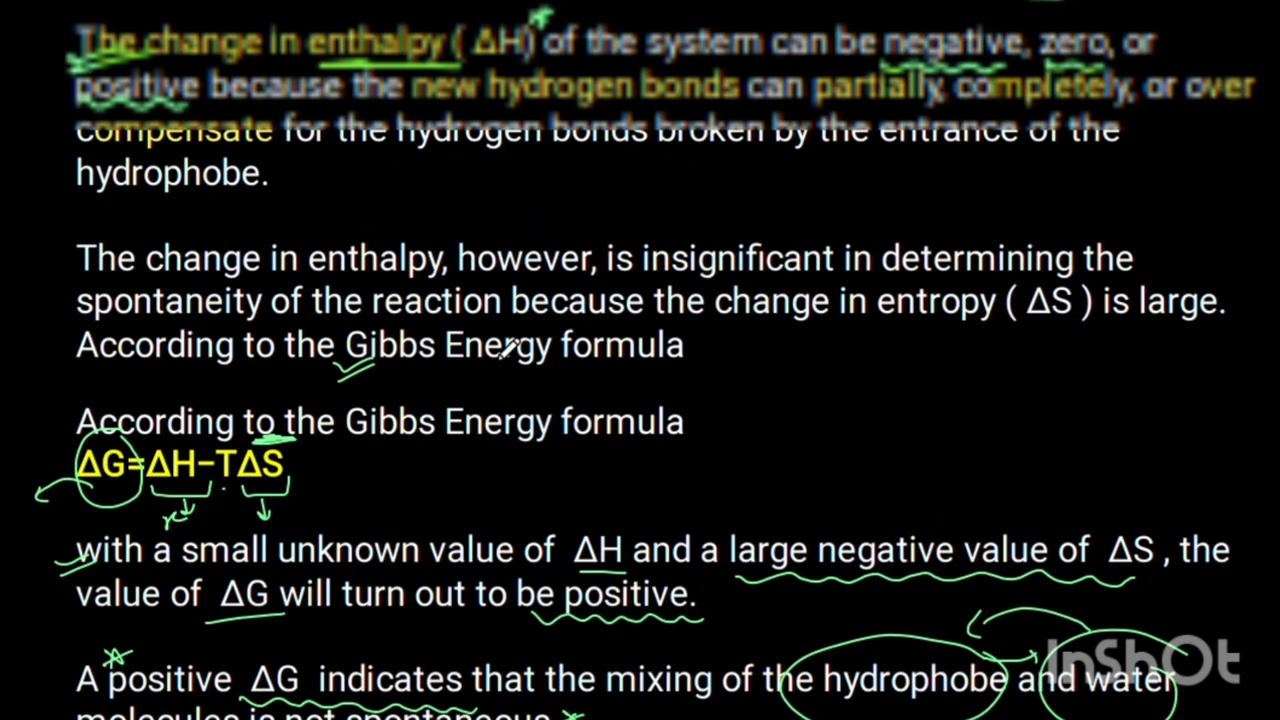 The change in enthalpy ( ΔH) of the system can be negative, zero, or
positive because the new hydrogen bonds can partially, completely, or over
compensate for the hydrogen bonds broken by the entrance of the
hydrophobe.
The change in enthalpy, however, is insignificant in determining the
spontaneity of the reaction because the change in entropy ( ΔS ) is large.
According to the Gibbs Energy formula
According to the Gibbs Energy formula
ΔG=ΔH−TΔS
with a small unknown value of ΔH and a large negative value of ΔS , the
value of ΔG will turn out to be positive.
A positive ΔG indicates that the mixing of the hydrophobe and water
molecules is not spontaneous.
InShOt